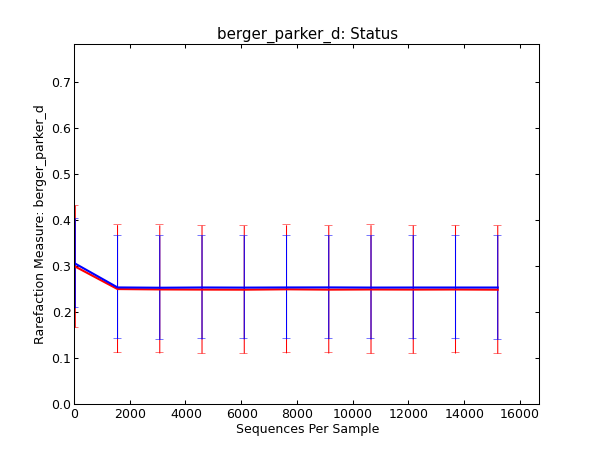 berger_parker_d: Status
Rarefaction Measure: berger_parker_d
0.7
0.6
0.5
0.4
0.3
0.2
0.1
0.0
0 2000 4000 6000 8000 10000 12000 14000 16000
Sequences Per Sample